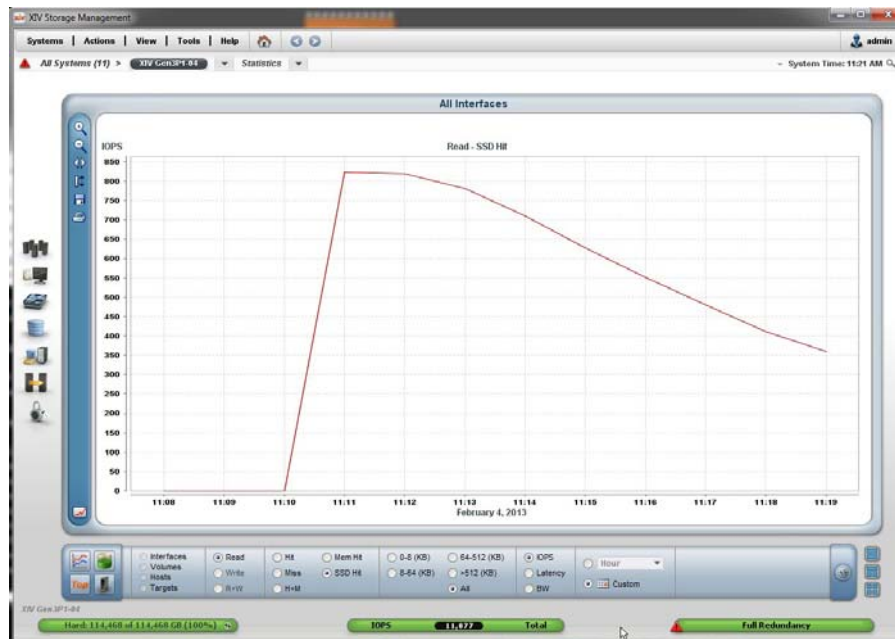 XIV Storage Management
Systems | Actions | View | Tools | Help
admin
All Systems (11) > XIV Gen3P1-04 Statistics
System Time: 11:21 AM
All Interfaces
IOPS
Read - SSD Hit
850
800
750
700
650
600
550
500
450
400
350
300
250
200
150
100
50
0
11:08 11:09 11:10 11:11 11:12 11:13 11:14 11:15 11:16 11:17 11:18 11:19
February 4, 2013
Interfaces Read Hit Mem Hit 0-8 (KB) 64-512 (KB) IOPS Hour
Volumes Write Miss SSD Hit 8-64 (KB) >512 (KB) Latency Custom
Hosts
Targets R+W H+M All BW
Top
XIV Gen3P1-04
Hard: 114,468 of 114,468 GB (100%)
IOPS 11,077 Total
Full Redundancy